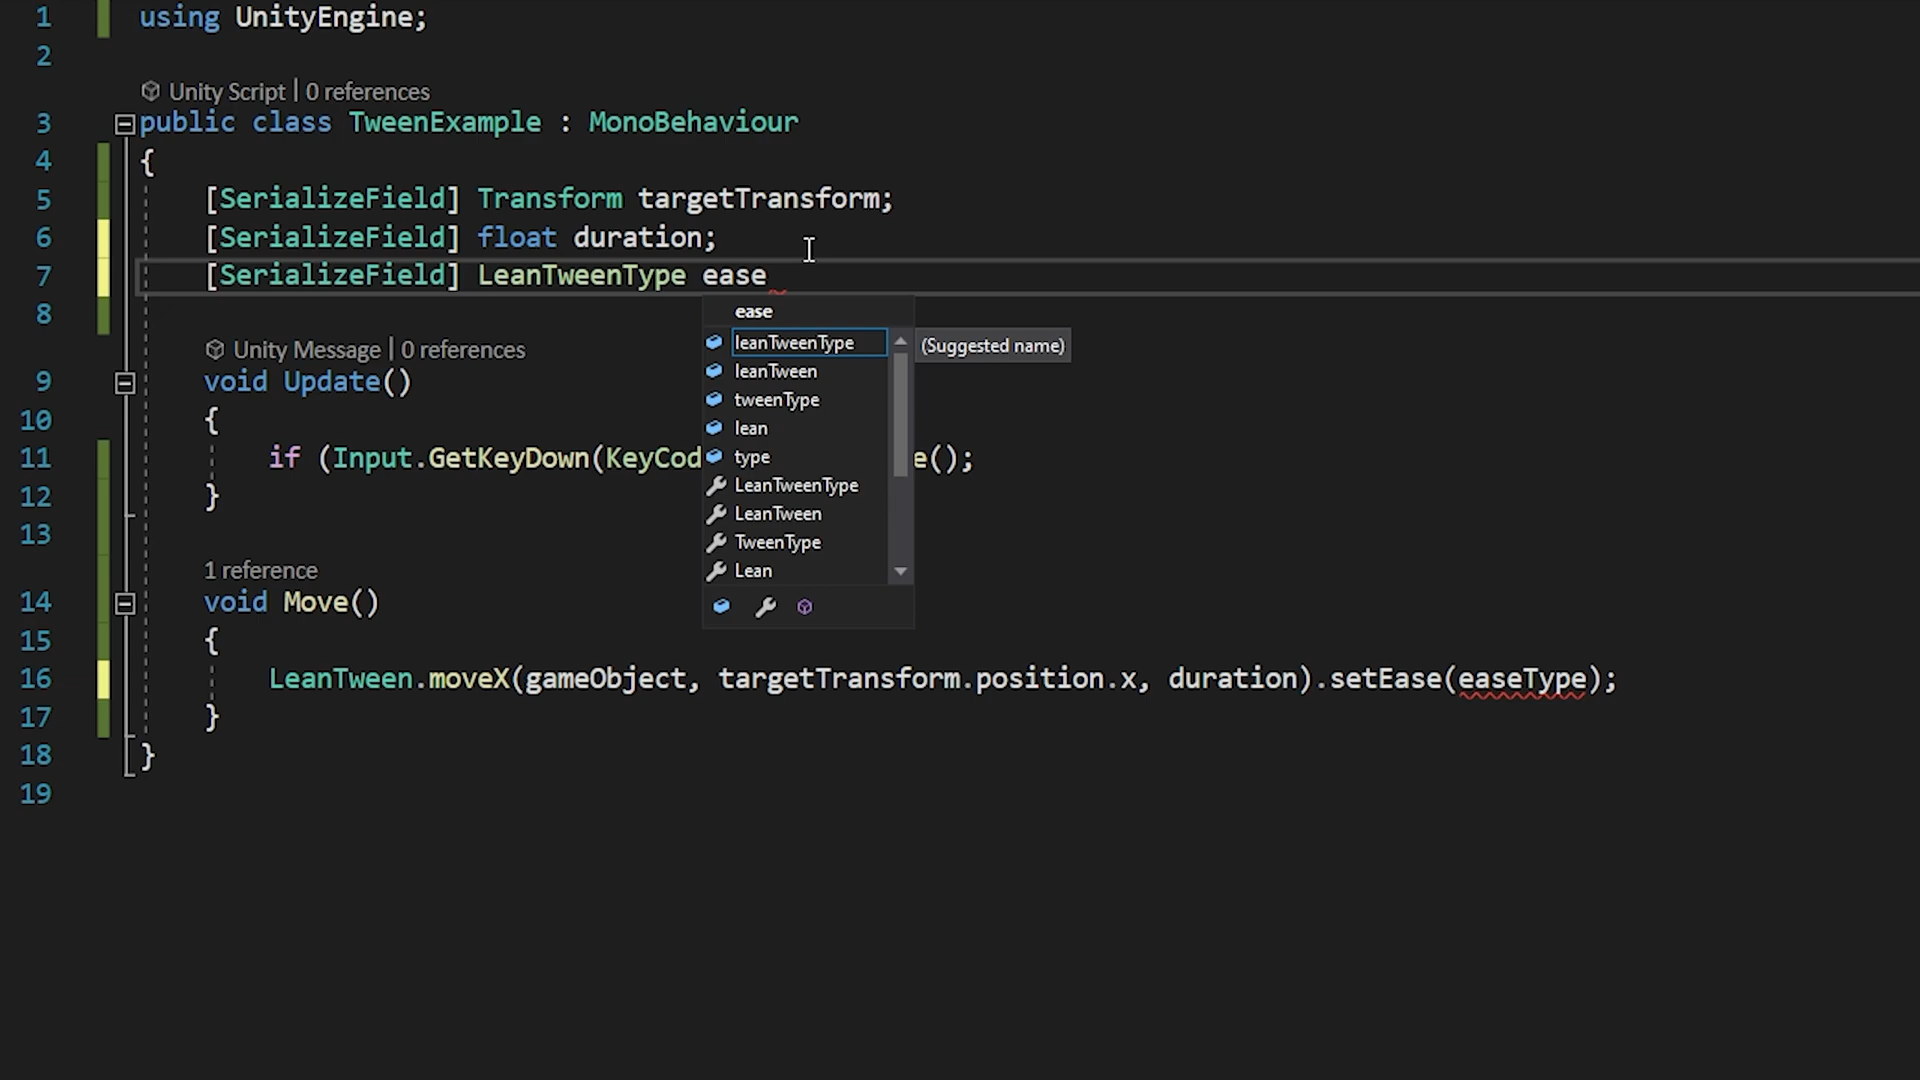 1 using UnityEngine;
2
Unity Script | 0 references
3 public class TweenExample : MonoBehaviour
4 {
5 [SerializeField] Transform targetTransform;
6 [SerializeField] float duration;
7 [SerializeField] LeanTweenType ease
8
ease
leanTweenType (Suggested name)
leanTween
tweenType
lean
type
LeanTweenType
LeanTween
TweenType
Lean
Unity Message | 0 references
9 void Update()
10 {
11 if (Input.GetKeyDown(KeyCod e();
12 }
13
1 reference
14 void Move()
15 {
16 LeanTween.moveX(gameObject, targetTransform.position.x, duration).setEase(easeType);
17 }
18 }
19